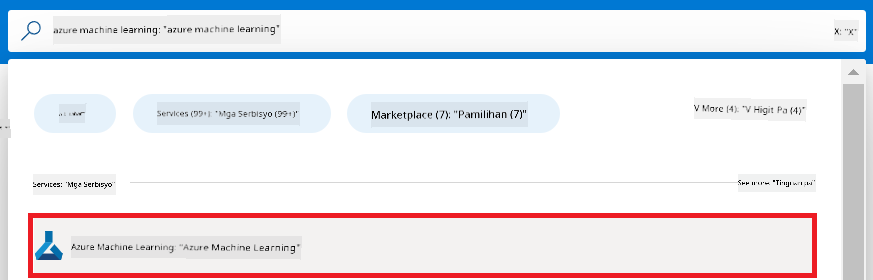 azure machine learning: "azure machine learning"
X: "X"
Services (99+): "Mga Serbisyo (99+)"
Marketplace (7): "Pamilihan (7)"
V More (4): "V Higit Pa (4)"
Services: "Mga Serbisyo"
See more: "Tingnan pa"
Azure Machine Learning: "Azure Machine Learning"